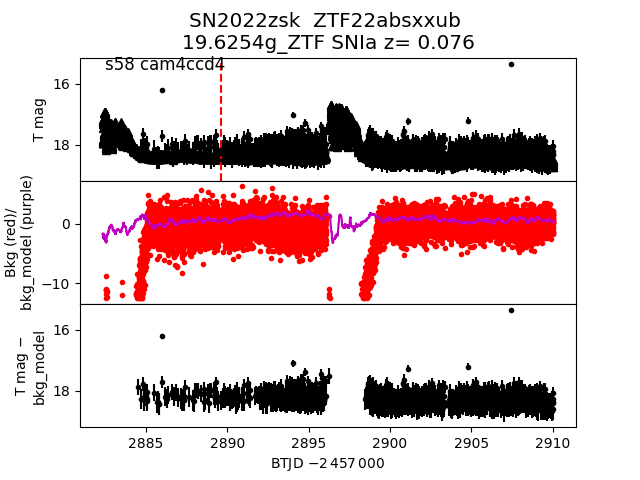 SN2022zsk  ZTF22absxxub
19.6254g_ZTF SNIa z= 0.076
s58 cam4ccd4
T mag
16
18
Bkg (red)/
bkg_model (purple)
0
−10
T mag −
bkg_model
16
18
2885 2890 2895 2900 2905 2910
BTJD −2 457 000